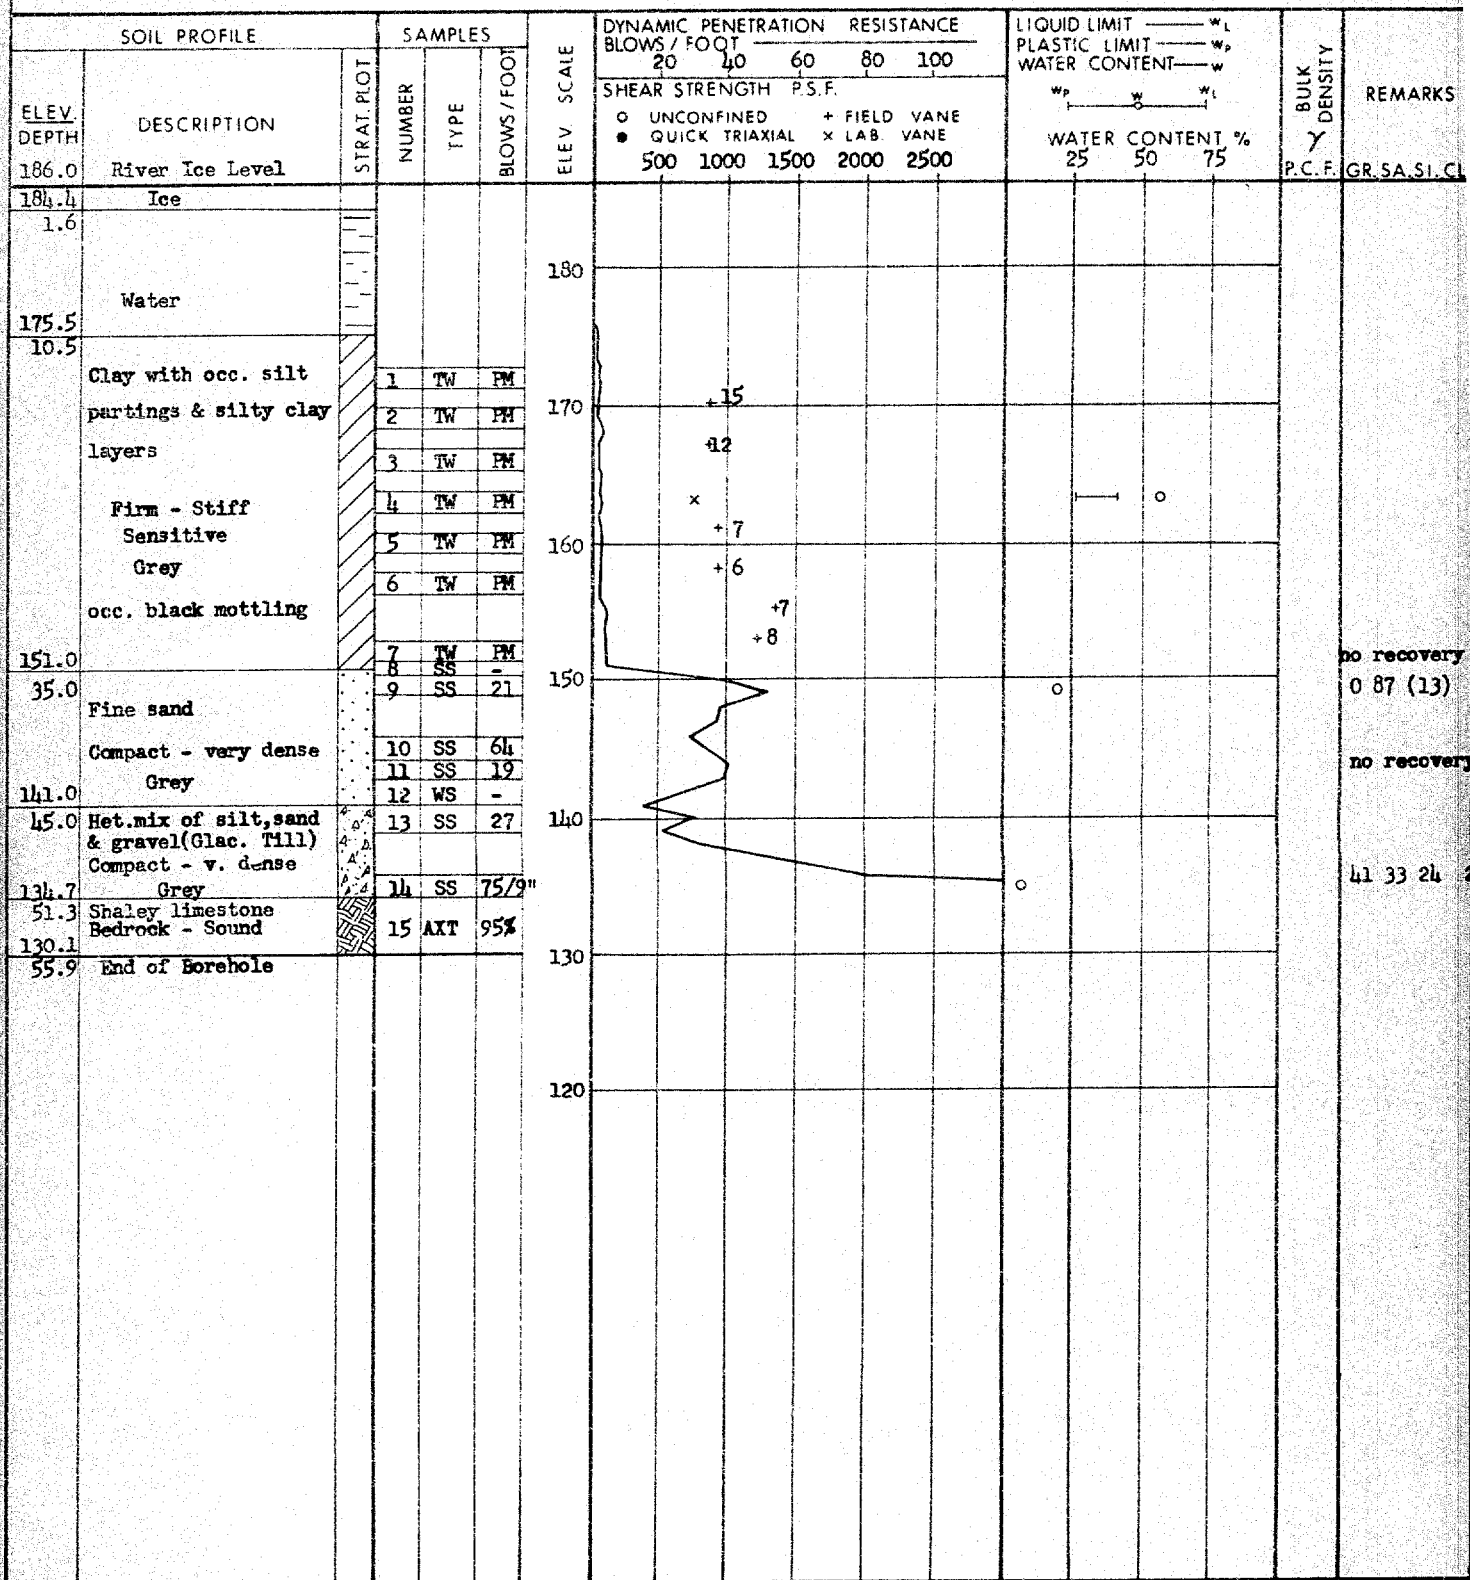 SOIL PROFILE
SAMPLES
ELEV. SCALE
DYNAMIC PENETRATION RESISTANCE
BLOWS / FOOT
20 40 60 80 100
SHEAR STRENGTH P.S.F.
o UNCONFINED + FIELD VANE
● QUICK TRIAXIAL × LAB. VANE
500 1000 1500 2000 2500
LIQUID LIMIT —— wL
PLASTIC LIMIT —— wP
WATER CONTENT — w
wP w wL
WATER CONTENT %
25 50 75
BULK DENSITY
γ
P.C.F.
REMARKS
GR. SA. SI. CL
ELEV.
DEPTH
DESCRIPTION
STRAT. PLOT
NUMBER
TYPE
BLOWS / FOOT
186.0 River Ice Level
184.4 Ice
1.6
180
Water
175.5
10.5
Clay with occ. silt
1 TW PM
partings & silty clay
2 TW PM
170
+15
layers
+12
3 TW PM
Firm - Stiff
4 TW PM
×
Sensitive
+ 7
5 TW PM
160
Grey
+ 6
6 TW PM
occ. black mottling
+7
+8
151.0
7 TW PM
no recovery
8 SS -
35.0
9 SS 21
150
0 87 (13)
Fine sand
Compact - very dense
10 SS 64
no recovery
11 SS 19
Grey
141.0
12 WS -
45.0 Het.mix of silt,sand
13 SS 27
140
& gravel(Glac. Till)
Compact - v. dense
41 33 24 2
134.7 Grey
14 SS 75/9"
51.3 Shaley limestone
Bedrock - Sound
15 AXT 95%
130.1
55.9 End of Borehole
130
120